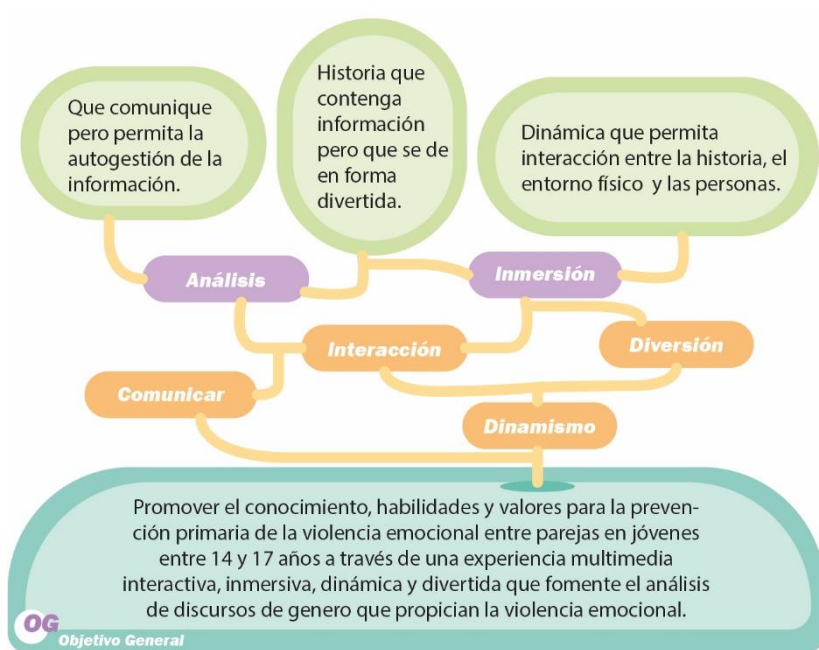 Que comunique
pero permita la
autogestión de la
información.
Historia que
contenga
información
pero que se de
en forma
divertida.
Dinámica que permita
interacción entre la historia, el
entorno físico y las personas.
Análisis
Inmersión
Interacción
Diversión
Comunicar
Dinamismo
Promover el conocimiento, habilidades y valores para la preven-
ción primaria de la violencia emocional entre parejas en jóvenes
entre 14 y 17 años a través de una experiencia multimedia
interactiva, inmersiva, dinámica y divertida que fomente el análisis
de discursos de genero que propician la violencia emocional.
OG
Objetivo General